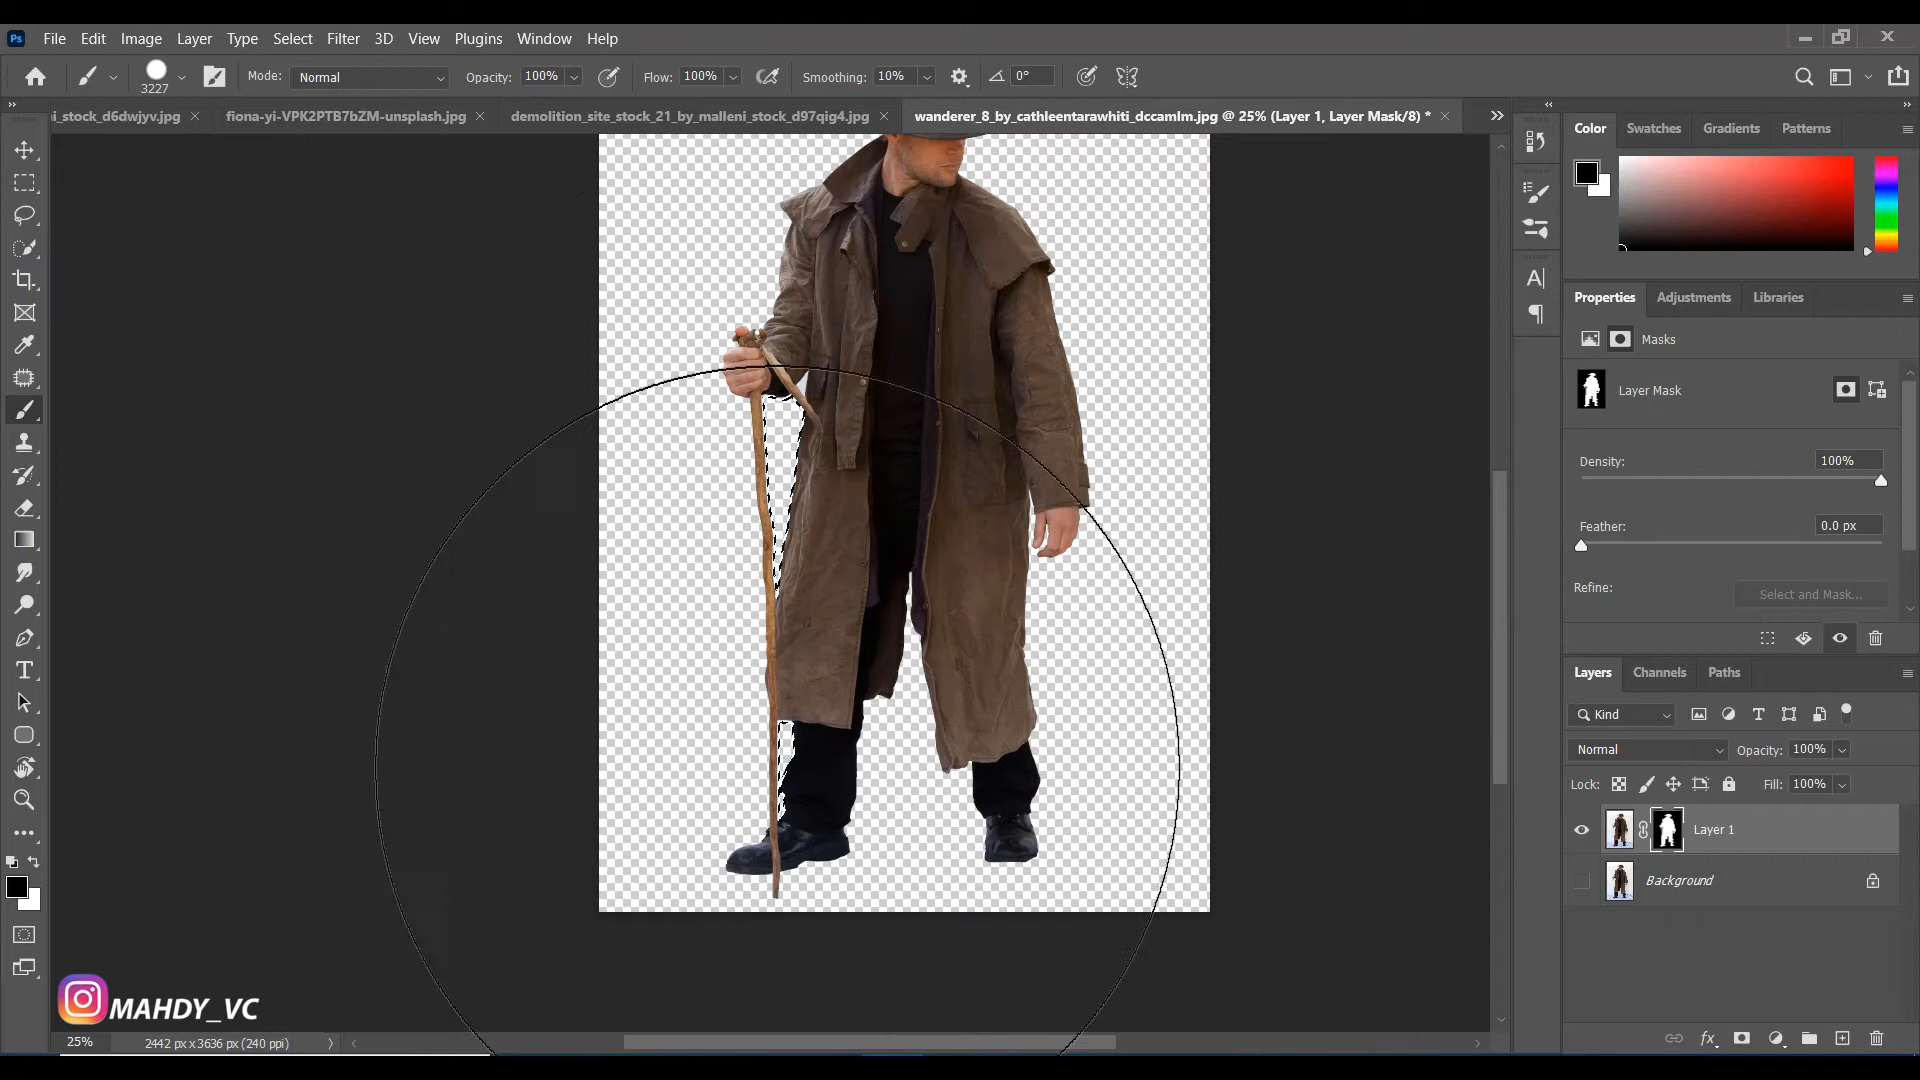 Ps File Edit Image Layer Type Select Filter 3D View Plugins Window Help
3227 Mode: Normal Opacity: 100% Flow: 100% Smoothing: 10% 0°
i_stock_d6dwjyv.jpg fiona-yi-VPK2PTB7bZM-unsplash.jpg demolition_site_stock_21_by_malleni_stock_d97qig4.jpg wanderer_8_by_cathleentarawhiti_dccamlm.jpg @ 25% (Layer 1, Layer Mask/8) *
Color Swatches Gradients Patterns
Properties Adjustments Libraries
Masks
Layer Mask
Density: 100%
Feather: 0.0 px
Refine: Select and Mask...
Layers Channels Paths
Kind
Normal Opacity: 100%
Lock: Fill: 100%
Layer 1
Background
MAHDY_VC
25% 2442 px x 3636 px (240 ppi)